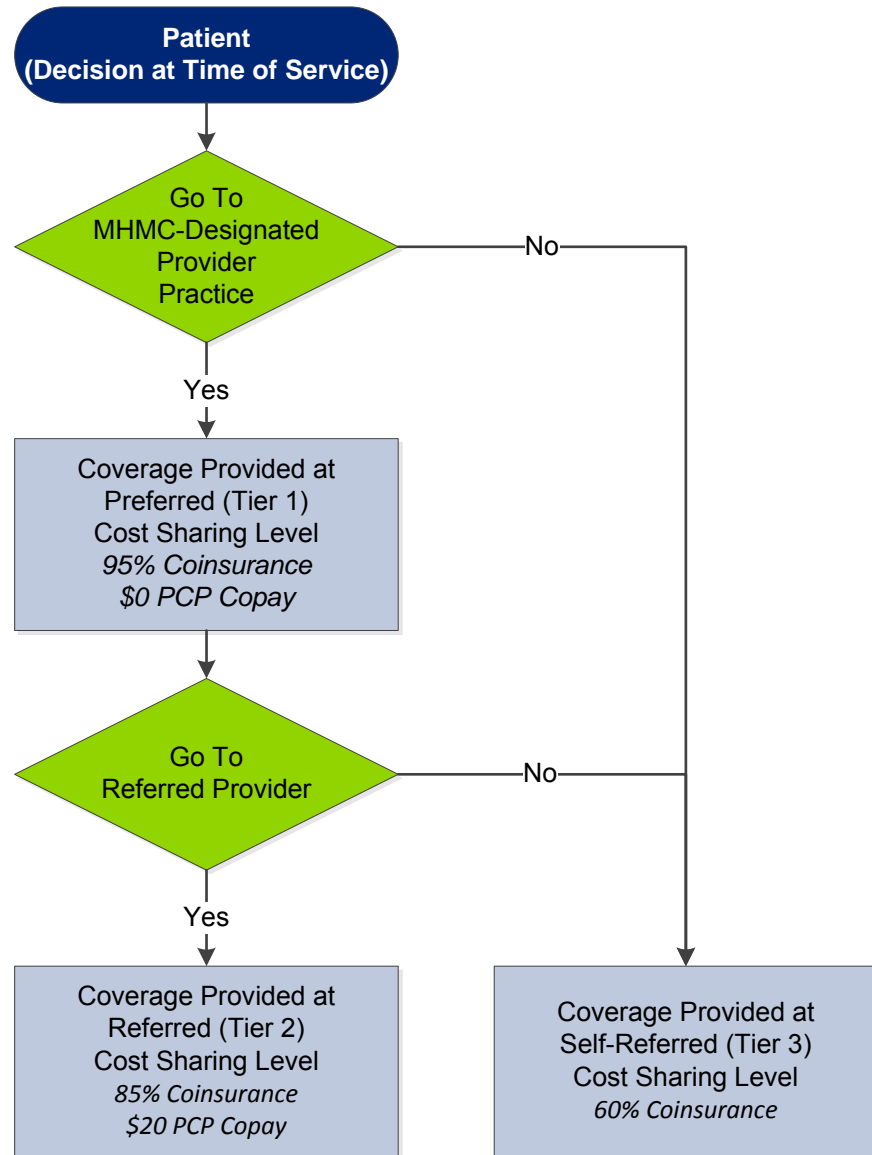 Patient
(Decision at Time of Service)
Go To
MHMC-Designated
Provider
Practice
No
Yes
Coverage Provided at
Preferred (Tier 1)
Cost Sharing Level
95% Coinsurance
$0 PCP Copay
Go To
Referred Provider
No
Yes
Coverage Provided at
Referred (Tier 2)
Cost Sharing Level
85% Coinsurance
$20 PCP Copay
Coverage Provided at
Self-Referred (Tier 3)
Cost Sharing Level
60% Coinsurance